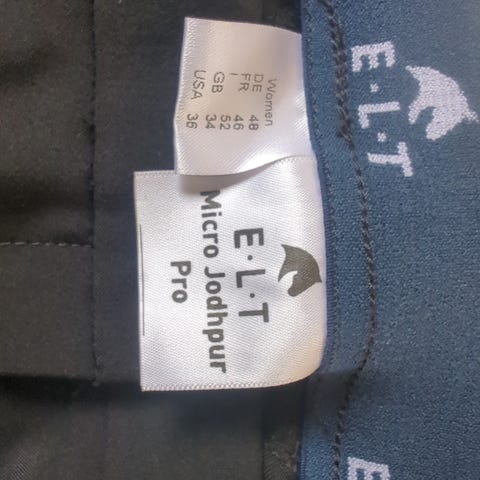 Women
DE 48
FR 46
I 52
GB 34
USA 36
E·L·T
Micro Jodhpur
Pro
E·L·T
E